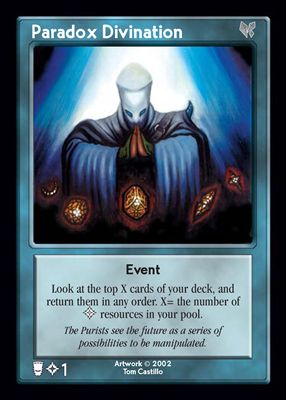 Paradox Divination
Event
Look at the top X cards of your deck, and
return them in any order. X= the number of
resources in your pool.
The Purists see the future as a series of
possibilities to be manipulated.
Artwork © 2002
Tom Castillo
1